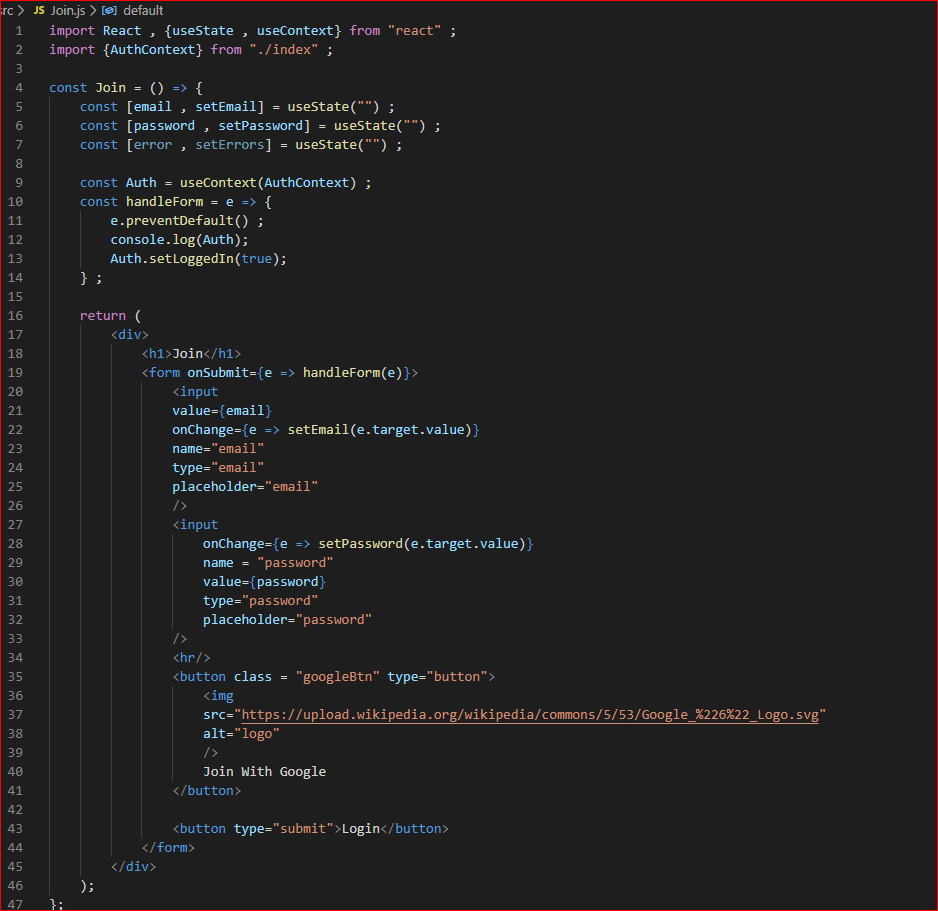 src > JS Join.js > default
1 import React , {useState , useContext} from "react" ;
2 import {AuthContext} from "./index" ;
3
4 const Join = () => {
5     const [email , setEmail] = useState("") ;
6     const [password , setPassword] = useState("") ;
7     const [error , setErrors] = useState("") ;
8
9     const Auth = useContext(AuthContext) ;
10     const handleForm = e => {
11         e.preventDefault() ;
12         console.log(Auth);
13         Auth.setLoggedIn(true);
14     } ;
15
16     return (
17         <div>
18             <h1>Join</h1>
19             <form onSubmit={e => handleForm(e)}>
20                 <input
21                 value={email}
22                 onChange={e => setEmail(e.target.value)}
23                 name="email"
24                 type="email"
25                 placeholder="email"
26                 />
27                 <input
28                     onChange={e => setPassword(e.target.value)}
29                     name = "password"
30                     value={password}
31                     type="password"
32                     placeholder="password"
33                 />
34                 <hr/>
35                 <button class = "googleBtn" type="button">
36                     <img
37                     src="https://upload.wikipedia.org/wikipedia/commons/5/53/Google_%226%22_Logo.svg"
38                     alt="logo"
39                     />
40                     Join With Google
41                 </button>
42
43                 <button type="submit">Login</button>
44             </form>
45         </div>
46     );
47 };